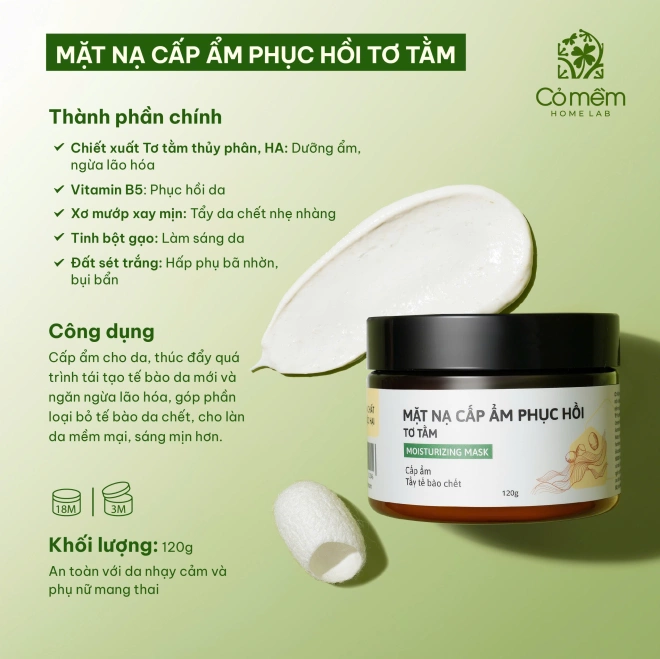 MẶT NẠ CẤP ẨM PHỤC HỒI TƠ TẰM
Cỏ mềm
HOME LAB
Thành phần chính
Chiết xuất Tơ tằm thủy phân, HA: Dưỡng ẩm,
ngừa lão hóa
Vitamin B5: Phục hồi da
Xơ mướp xay mịn: Tẩy da chết nhẹ nhàng
Tinh bột gạo: Làm sáng da
Đất sét trắng: Hấp phụ bã nhờn,
bụi bẩn
Công dụng
Cấp ẩm cho da, thúc đẩy quá
trình tái tạo tế bào da mới và
ngăn ngừa lão hóa, góp phần
loại bỏ tế bào da chết, cho làn
da mềm mại, sáng mịn hơn.
18M
3M
Khối lượng: 120g
An toàn với da nhạy cảm và
phụ nữ mang thai
MẶT NẠ CẤP ẨM PHỤC HỒI
TƠ TẰM
MOISTURIZING MASK
Cấp ẩm
Tẩy tế bào chết
120g